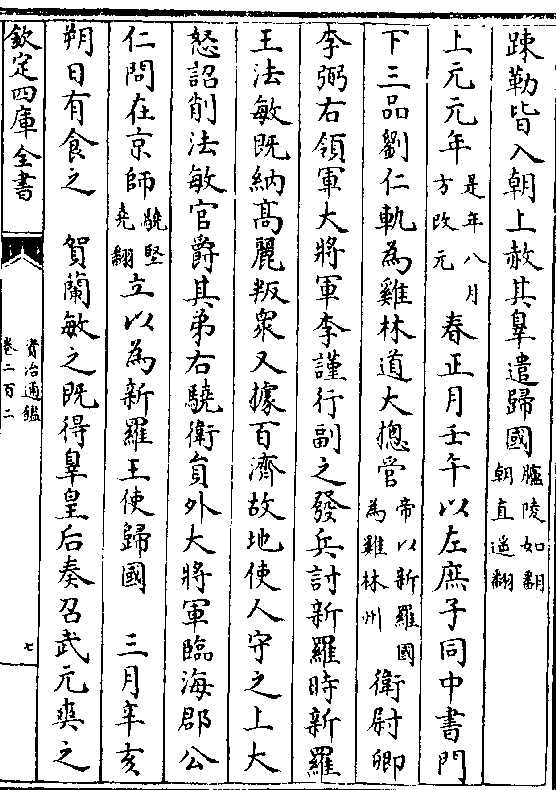 踈勒皆入朝上赦其辠遣歸國臚陵如翻朝直遥翻
上元元年是年八月方改元 春正月壬午以左庶子同中書門
下三品劉仁軌為雞林道大摠管帝以新羅國為雞林州衛尉卿
李弼右領軍大將軍李謹行副之發兵討新羅時新羅
王法敏既納髙麗叛衆又據百濟故地使人守之上大
怒詔削法敏官爵其弟右驍衛員外大將軍臨海郡公
仁問在京師驍堅堯翻立以為新羅王使歸國 三月辛亥
朔日有食之 賀蘭敏之既得辠皇后奏召武元爽之
欽定四庫全書
資治通鑑
卷二百二
七